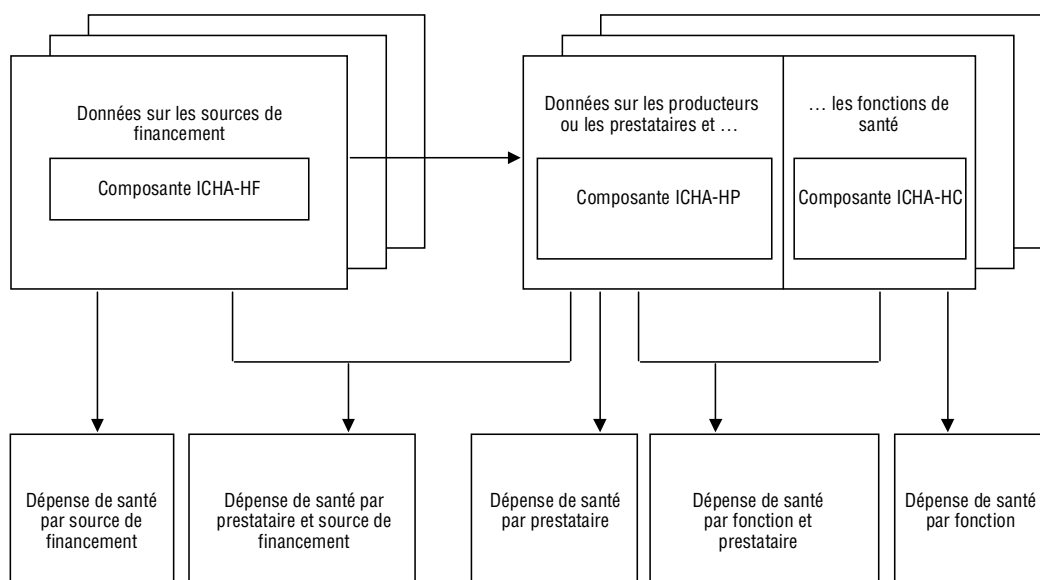 Données sur les sources de
financement
Composante ICHA-HF
Données sur les producteurs
ou les prestataires et …
Composante ICHA-HP
… les fonctions de
santé
Composante ICHA-HC
Dépense de santé
par source de
financement
Dépense de santé par
prestataire et source de
financement
Dépense de santé
par prestataire
Dépense de santé
par fonction et
prestataire
Dépense de santé
par fonction